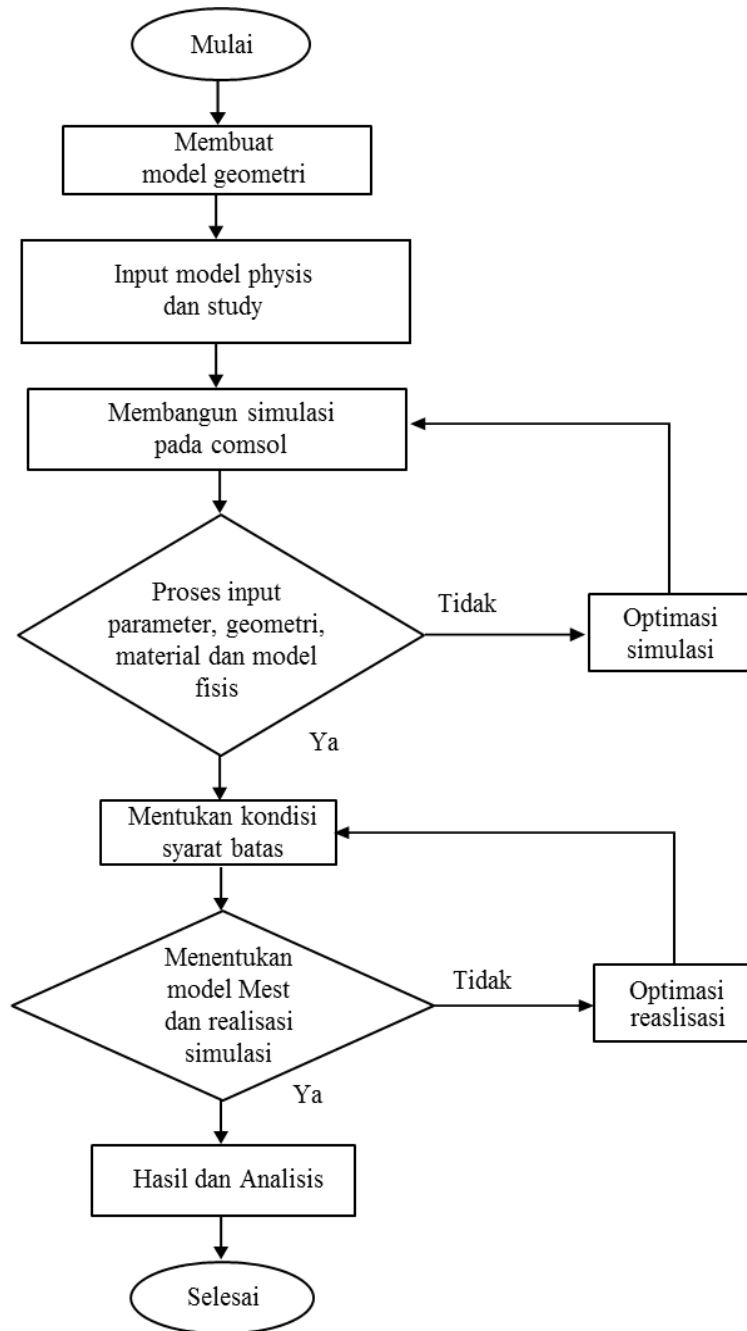 Mulai
Membuat
model geometri
Input model physis
dan study
Membangun simulasi
pada comsol
Proses input
parameter, geometri,
material dan model
fisis
Tidak
Optimasi
simulasi
Ya
Mentukan kondisi
syarat batas
Menentukan
model Mest
dan realisasi
simulasi
Tidak
Optimasi
reaslisasi
Ya
Hasil dan Analisis
Selesai